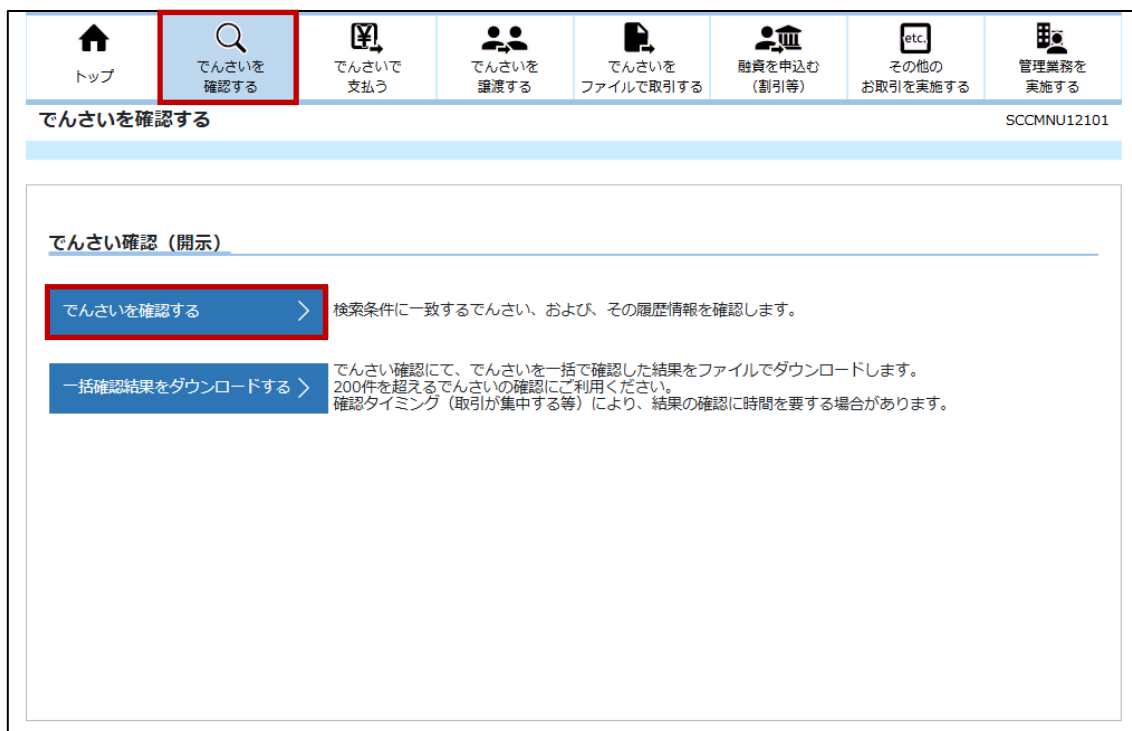 トップ
でんさいを
確認する
でんさいで
支払う
でんさいを
譲渡する
でんさいを
ファイルで取引する
融資を申込む
(割引等)
etc.
その他の
お取引を実施する
管理業務を
実施する
でんさいを確認する
SCCMNU12101
でんさい確認(開示)
でんさいを確認する
検索条件に一致するでんさい、および、その履歴情報を確認します。
一括確認結果をダウンロードする
でんさい確認にて、でんさいを一括で確認した結果をファイルでダウンロードします。
200件を超えるでんさいの確認にご利用ください。
確認タイミング(取引が集中する等)により、結果の確認に時間を要する場合があります。